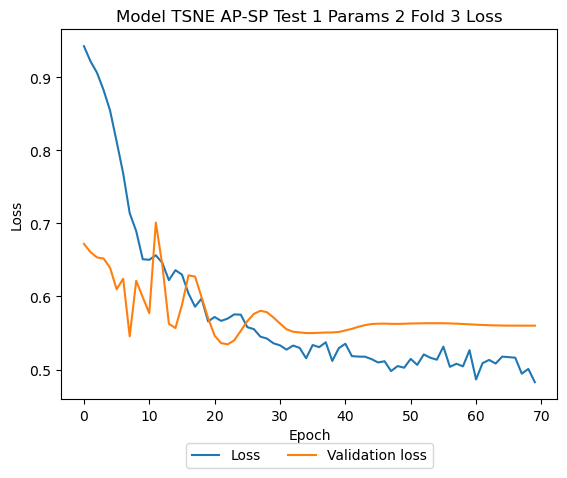 Model TSNE AP-SP Test 1 Params 2 Fold 3 Loss
0.9
0.8
0.7
0.6
0.5
Loss
0 10 20 30 40 50 60 70
Epoch
Loss Validation loss